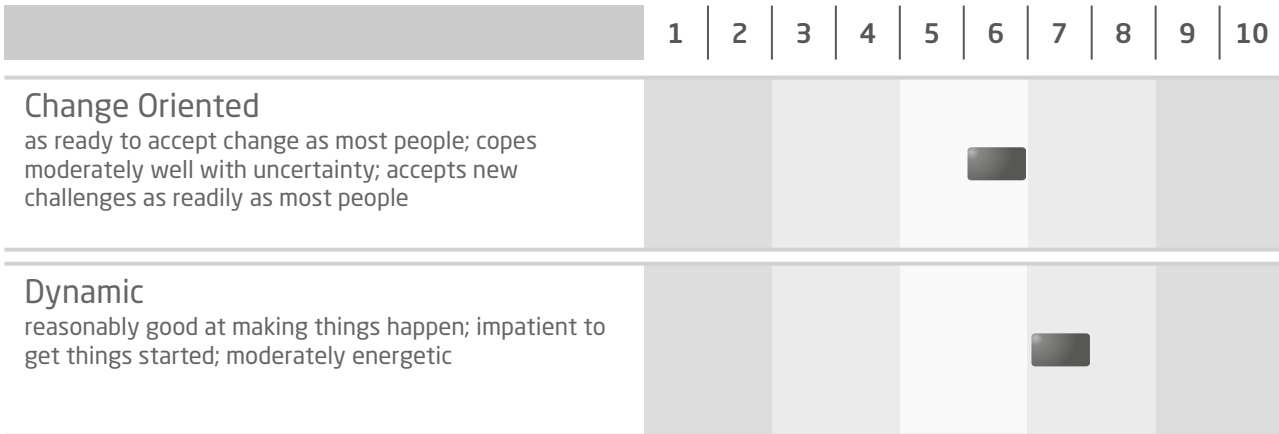 1 2 3 4 5 6 7 8 9 10
Change Oriented
as ready to accept change as most people; copes
moderately well with uncertainty; accepts new
challenges as readily as most people
Dynamic
reasonably good at making things happen; impatient to
get things started; moderately energetic